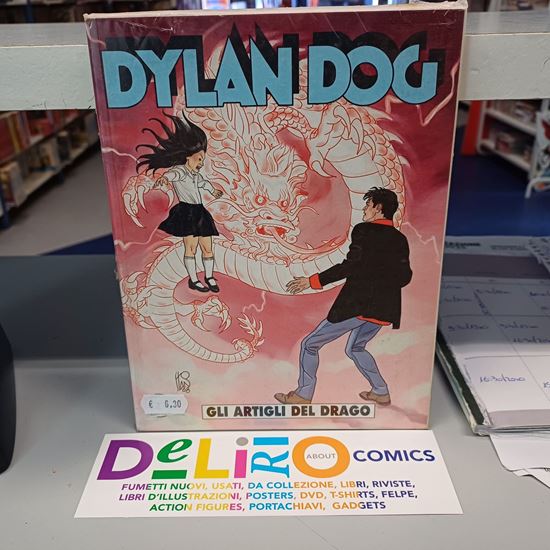 DYLAN DOG
GLI ARTIGLI DEL DRAGO
€ 6,30
DeLiRiO ABOUT COMICS
FUMETTI NUOVI, USATI, DA COLLEZIONE, LIBRI, RIVISTE,
LIBRI D'ILLUSTRAZIONI, POSTERS, DVD, T-SHIRTS, FELPE,
ACTION FIGURES, PORTACHIAVI, GADGETS